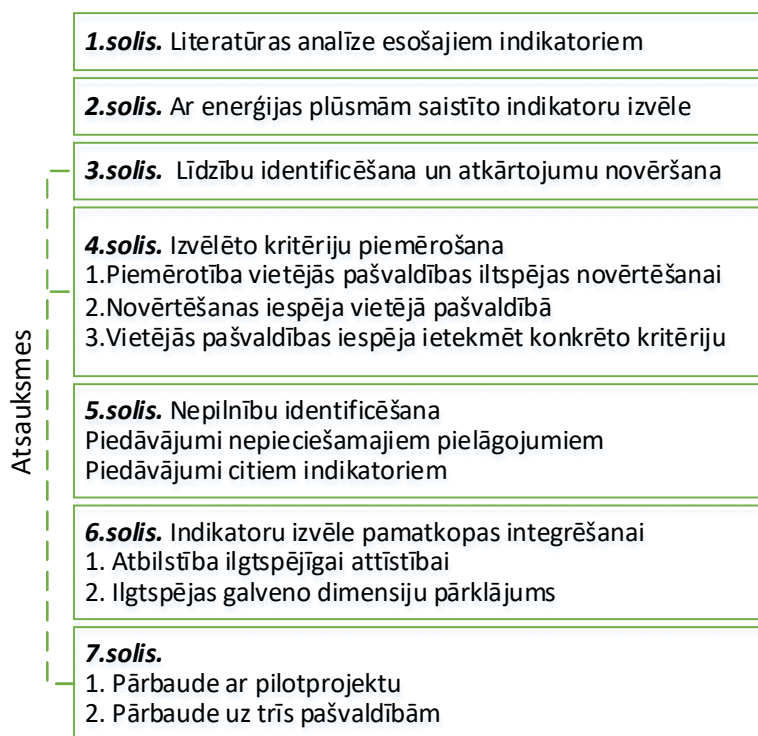 1.solis. Literatūras analīze esošajiem indikatoriem
2.solis. Ar enerģijas plūsmām saistīto indikatoru izvēle
3.solis. Līdzību identificēšana un atkārtojumu novēršana
4.solis. Izvēlēto kritēriju piemērošana
1.Piemērotība vietējās pašvaldības iltspējas novērtēšanai
2.Novērtēšanas iespēja vietējā pašvaldībā
3.Vietējās pašvaldības iespēja ietekmēt konkrēto kritēriju
5.solis. Nepilnību identificēšana
Piedāvājumi nepieciešamajiem pielāgojumiem
Piedāvājumi citiem indikatoriem
6.solis. Indikatoru izvēle pamatkopas integrēšanai
1. Atbilstība ilgtspējīgai attīstībai
2. Ilgtspējas galveno dimensiju pārklājums
7.solis.
1. Pārbaude ar pilotprojektu
2. Pārbaude uz trīs pašvaldībām
Atsauksmes